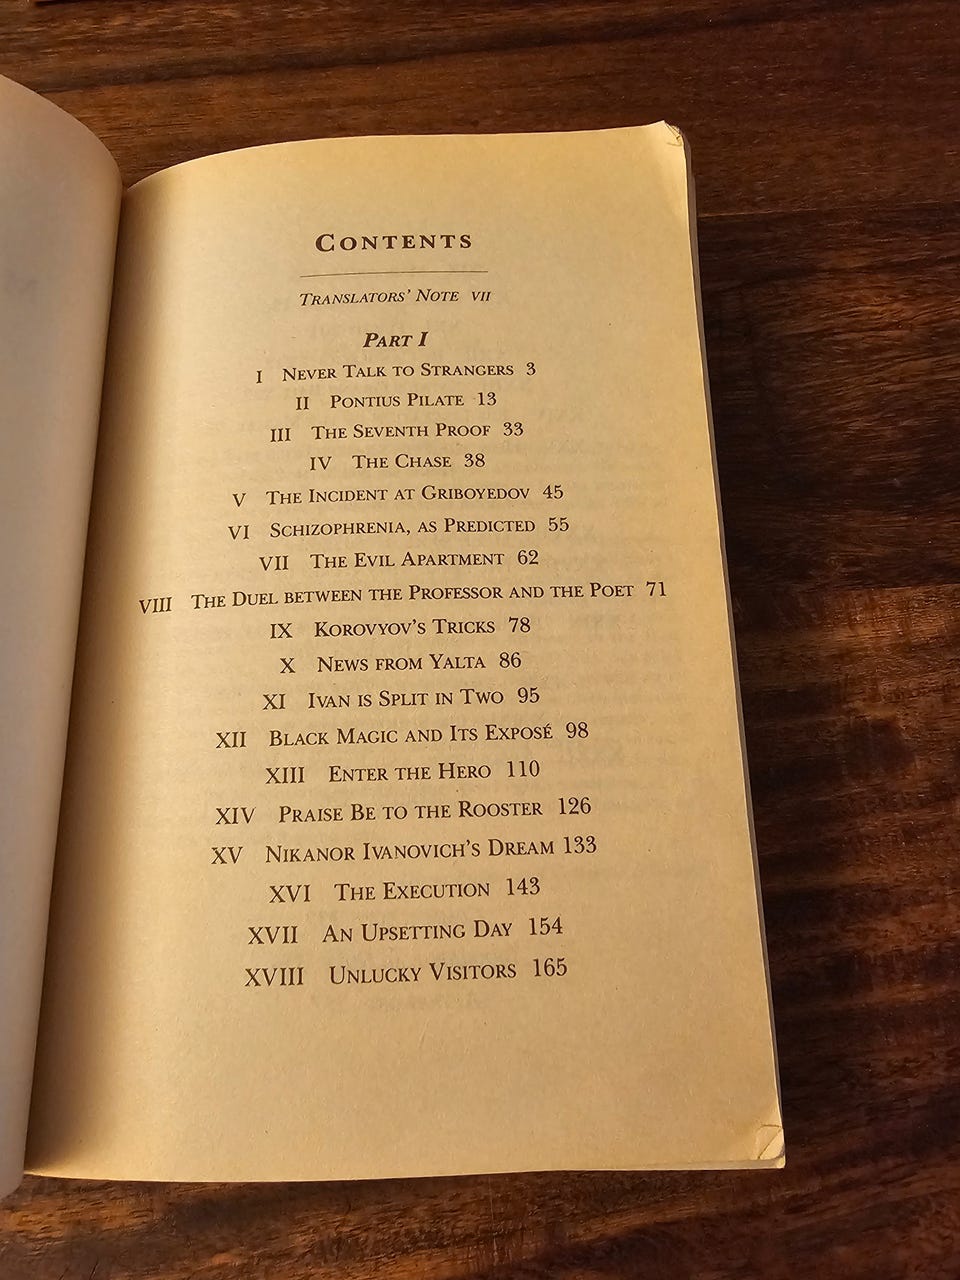 CONTENTS
TRANSLATORS' NOTE VII
PART I
I NEVER TALK TO STRANGERS 3
II PONTIUS PILATE 13
III THE SEVENTH PROOF 33
IV THE CHASE 38
V THE INCIDENT AT GRIBOYEDOV 45
VI SCHIZOPHRENIA, AS PREDICTED 55
VII THE EVIL APARTMENT 62
VIII THE DUEL BETWEEN THE PROFESSOR AND THE POET 71
IX KOROVYOV'S TRICKS 78
X NEWS FROM YALTA 86
XI IVAN IS SPLIT IN TWO 95
XII BLACK MAGIC AND ITS EXPOSÉ 98
XIII ENTER THE HERO 110
XIV PRAISE BE TO THE ROOSTER 126
XV NIKANOR IVANOVICH'S DREAM 133
XVI THE EXECUTION 143
XVII AN UPSETTING DAY 154
XVIII UNLUCKY VISITORS 165